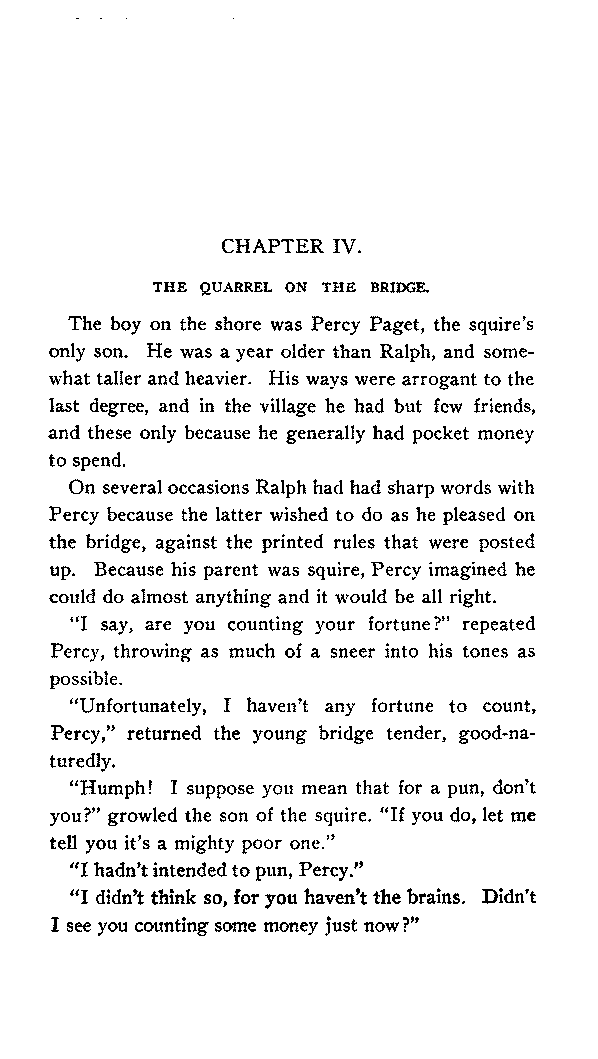 CHAPTER IV.
THE QUARREL ON THE BRIDGE.
The boy on the shore was Percy Paget, the squire's
only son. He was a year older than Ralph, and some-
what taller and heavier. His ways were arrogant to the
last degree, and in the village he had but few friends,
and these only because he generally had pocket money
to spend.
On several occasions Ralph had had sharp words with
Percy because the latter wished to do as he pleased on
the bridge, against the printed rules that were posted
up. Because his parent was squire, Percy imagined he
could do almost anything and it would be all right.
"I say, are you counting your fortune?" repeated
Percy, throwing as much of a sneer into his tones as
possible.
"Unfortunately, I haven't any fortune to count,
Percy," returned the young bridge tender, good-na-
turedly.
"Humph! I suppose you mean that for a pun, don't
you?" growled the son of the squire. "If you do, let me
tell you it's a mighty poor one."
"I hadn't intended to pun, Percy."
"I didn't think so, for you haven't the brains. Didn't
I see you counting some money just now?"